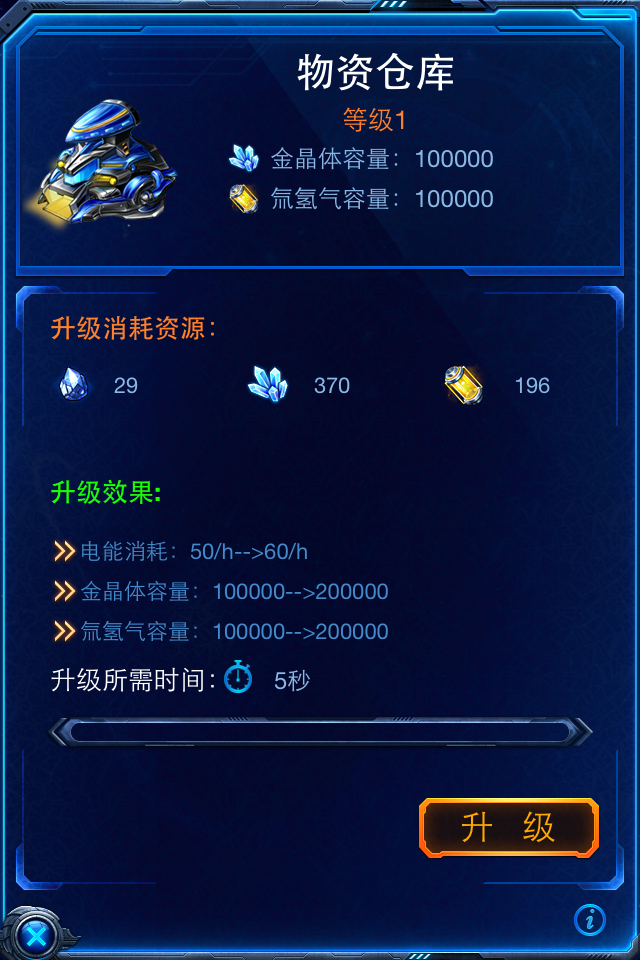 物资仓库
等级1
金晶体容量：100000
氚氢气容量：100000
升级消耗资源：
29 370 196
升级效果:
电能消耗：50/h-->60/h
金晶体容量：100000-->200000
氚氢气容量：100000-->200000
升级所需时间： 5秒
升 级
i